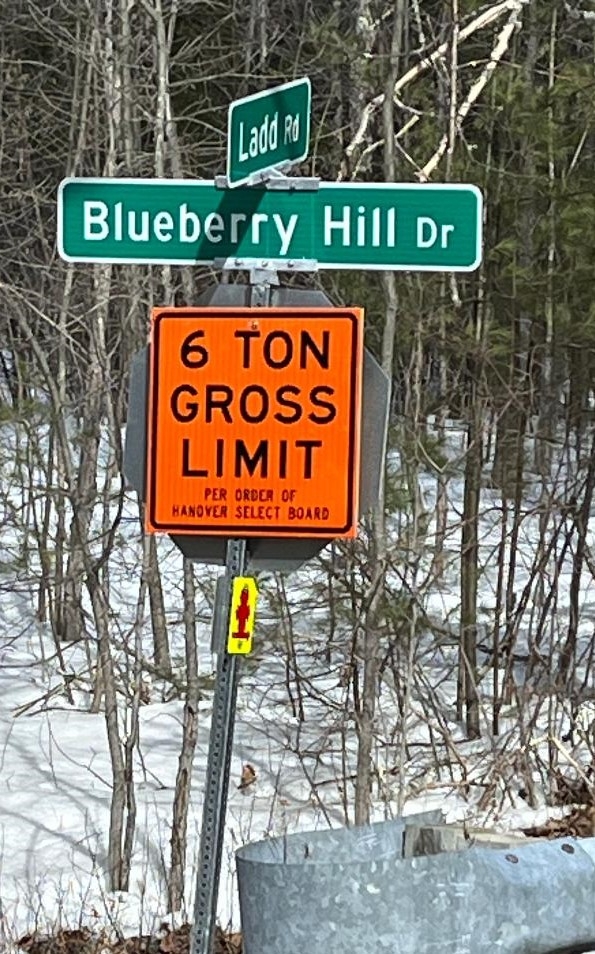 Ladd Rd
Blueberry Hill Dr
6 TON
GROSS
LIMIT
PER ORDER OF
HANOVER SELECT BOARD